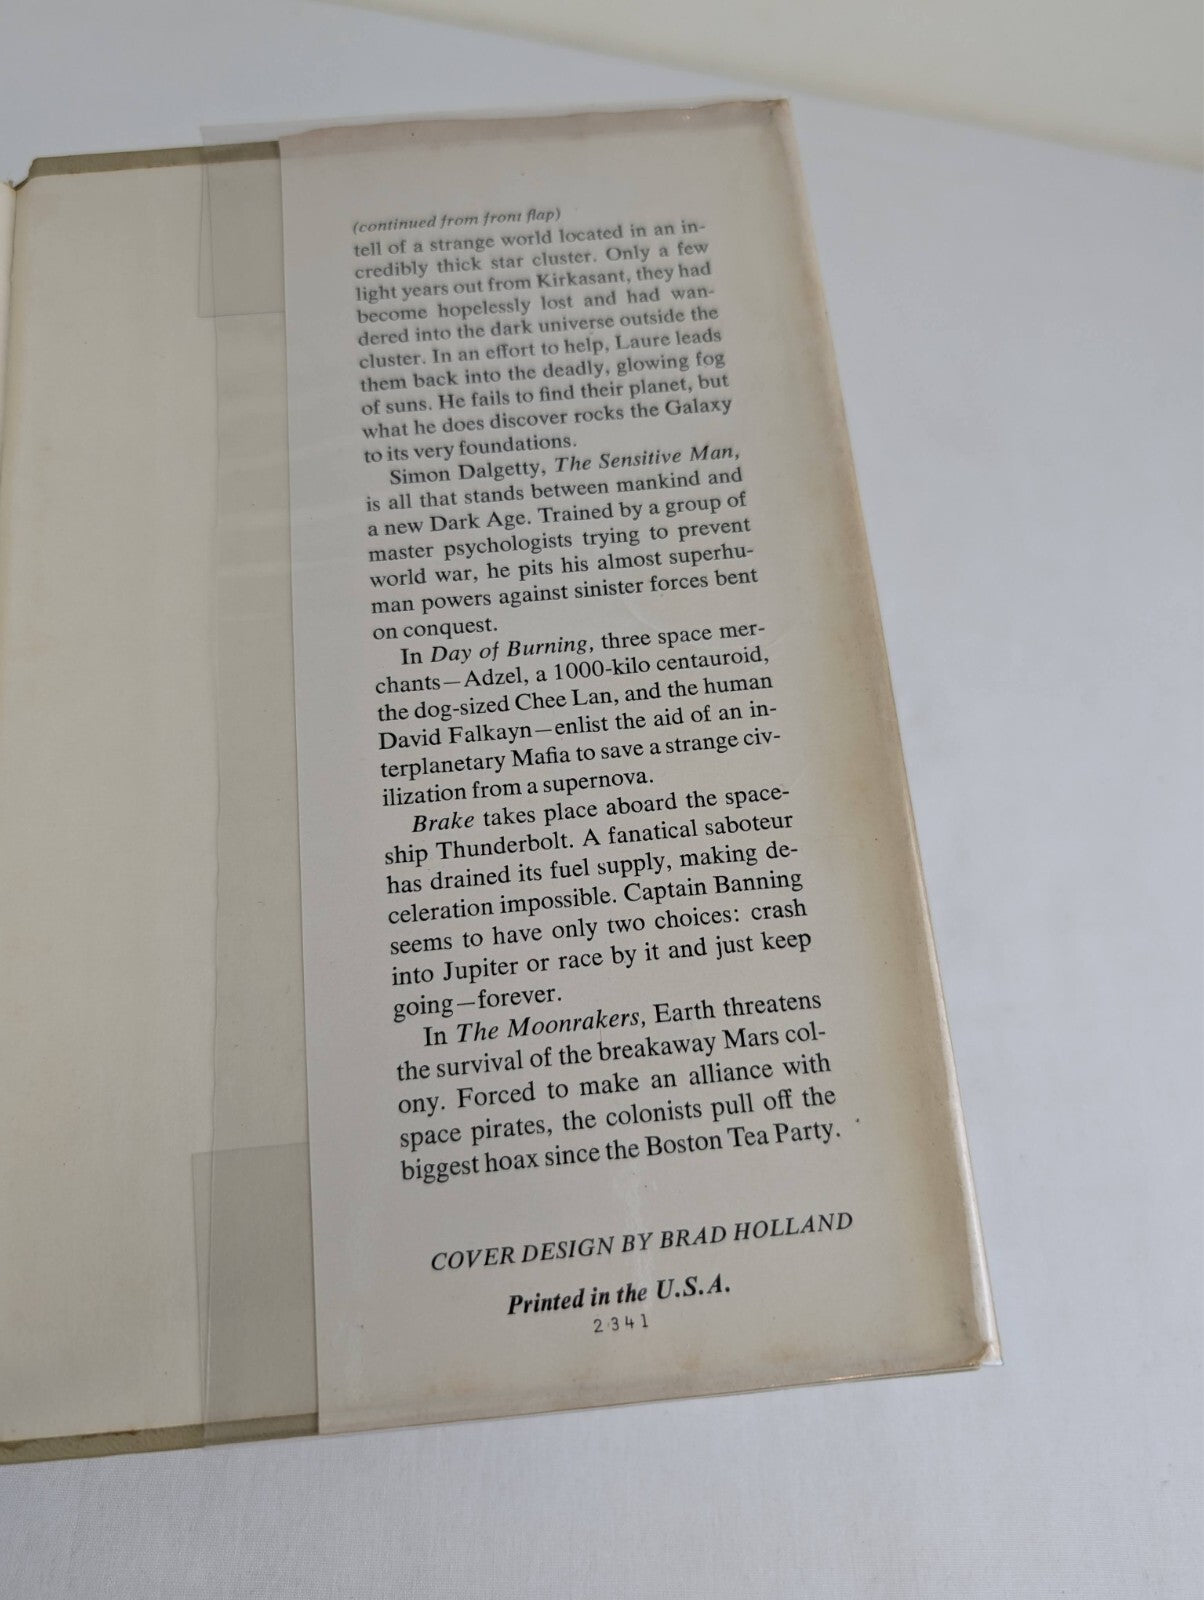 (continued from front flap)
tell of a strange world located in an in-
credibly thick star cluster. Only a few
light years out from Kirkasant, they had
become hopelessly lost and had wan-
dered into the dark universe outside the
cluster. In an effort to help, Laure leads
them back into the deadly, glowing fog
of suns. He fails to find their planet, but
what he does discover rocks the Galaxy
to its very foundations.
Simon Dalgetty, The Sensitive Man,
is all that stands between mankind and
a new Dark Age. Trained by a group of
master psychologists trying to prevent
world war, he pits his almost superhu-
man powers against sinister forces bent
on conquest.
In Day of Burning, three space mer-
chants—Adzel, a 1000-kilo centauroid,
the dog-sized Chee Lan, and the human
David Falkayn—enlist the aid of an in-
terplanetary Mafia to save a strange civ-
ilization from a supernova.
Brake takes place aboard the space-
ship Thunderbolt. A fanatical saboteur
has drained its fuel supply, making de-
celeration impossible. Captain Banning
seems to have only two choices: crash
into Jupiter or race by it and just keep
going—forever.
In The Moonrakers, Earth threatens
the survival of the breakaway Mars col-
ony. Forced to make an alliance with
space pirates, the colonists pull off the
biggest hoax since the Boston Tea Party.
COVER DESIGN BY BRAD HOLLAND
Printed in the U.S.A.
2341